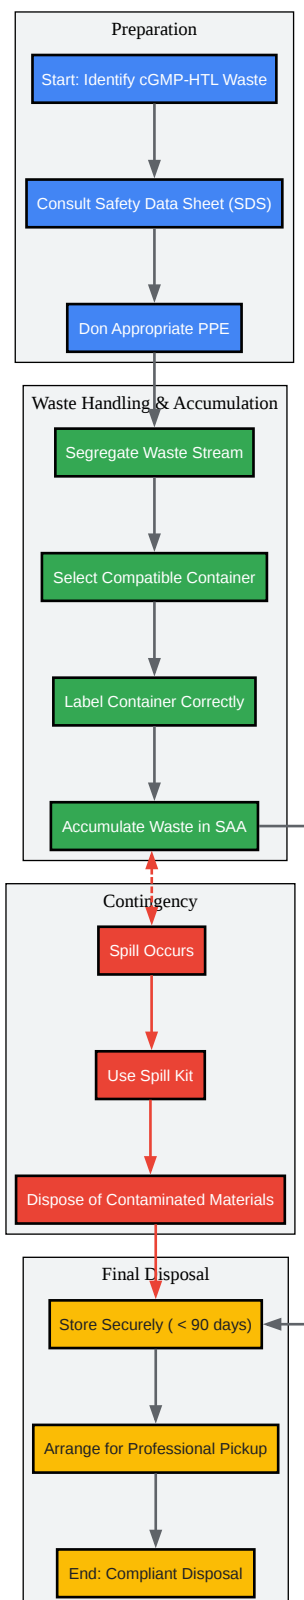 Preparation
Start: Identify cGMP-HTL Waste
Consult Safety Data Sheet (SDS)
Don Appropriate PPE
Waste Handling & Accumulation
Segregate Waste Stream
Select Compatible Container
Label Container Correctly
Accumulate Waste in SAA
Contingency
Spill Occurs
Use Spill Kit
Dispose of Contaminated Materials
Final Disposal
Store Securely ( < 90 days)
Arrange for Professional Pickup
End: Compliant Disposal